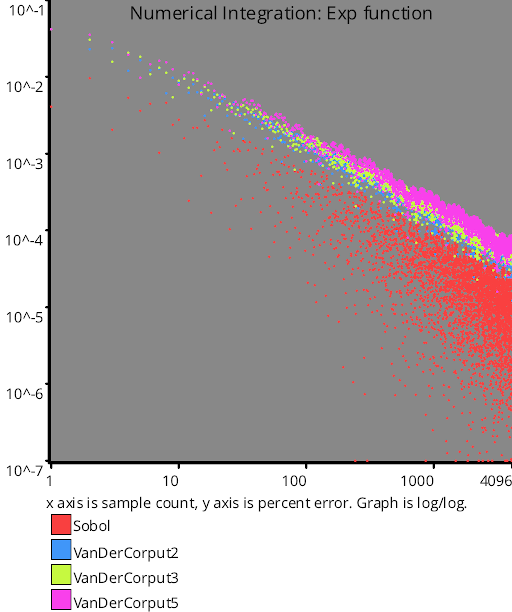 Numerical Integration: Exp function
10^-1
10^-2
10^-3
10^-4
10^-5
10^-6
10^-7
1 10 100 1000 4096
x axis is sample count, y axis is percent error. Graph is log/log.
Sobol
VanDerCorput2
VanDerCorput3
VanDerCorput5